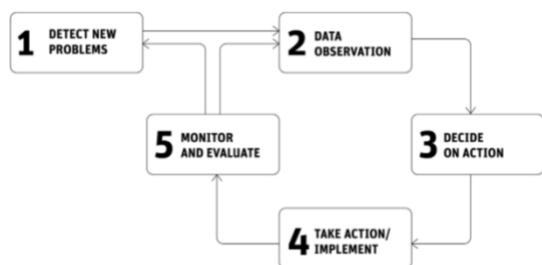 1 DETECT NEW
PROBLEMS
2 DATA
OBSERVATION
3 DECIDE
ON ACTION
4 TAKE ACTION/
IMPLEMENT
5 MONITOR
AND EVALUATE